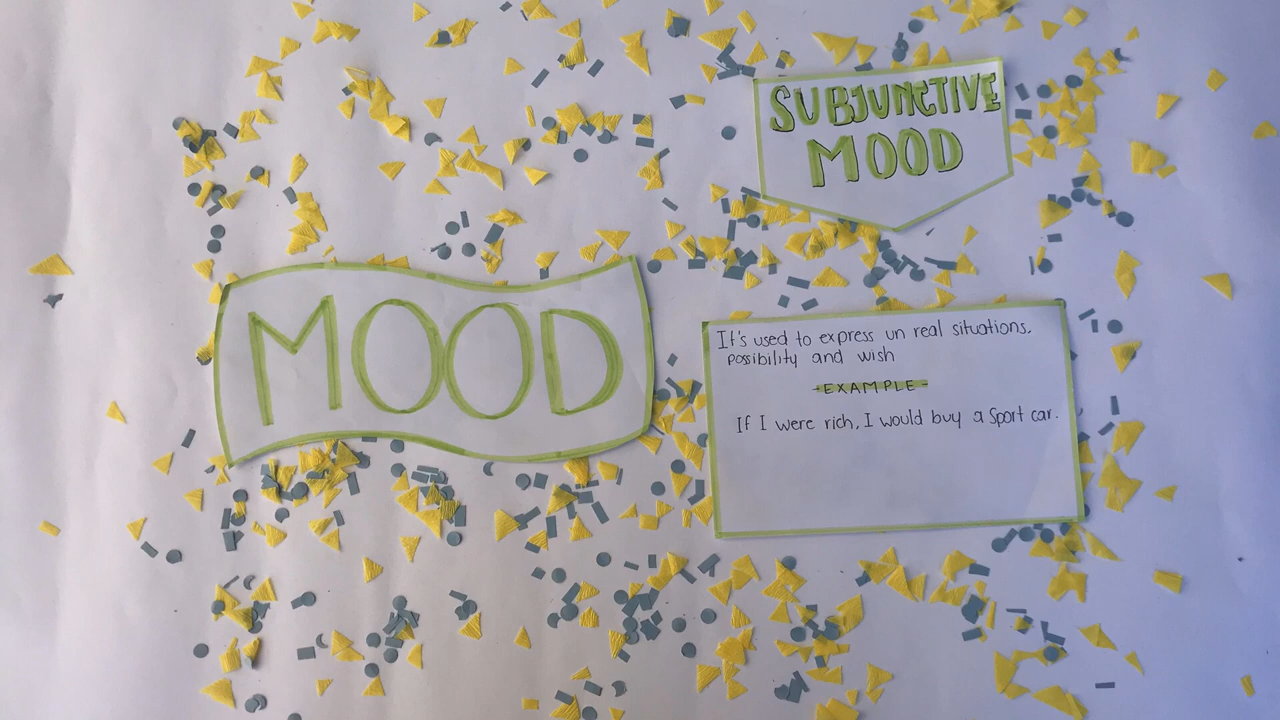 SUBJUNCTIVE
MOOD
MOOD
It's used to express un real situations,
possibility and wish
EXAMPLE
If I were rich, I would buy a Sport car.